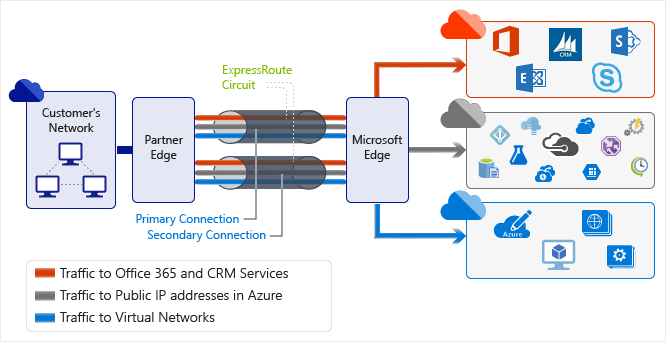 ExpressRoute
Circuit
Customer's
Network
Partner
Edge
Microsoft
Edge
Primary Connection
Secondary Connection
CRM
Azure
Traffic to Office 365 and CRM Services
Traffic to Public IP addresses in Azure
Traffic to Virtual Networks